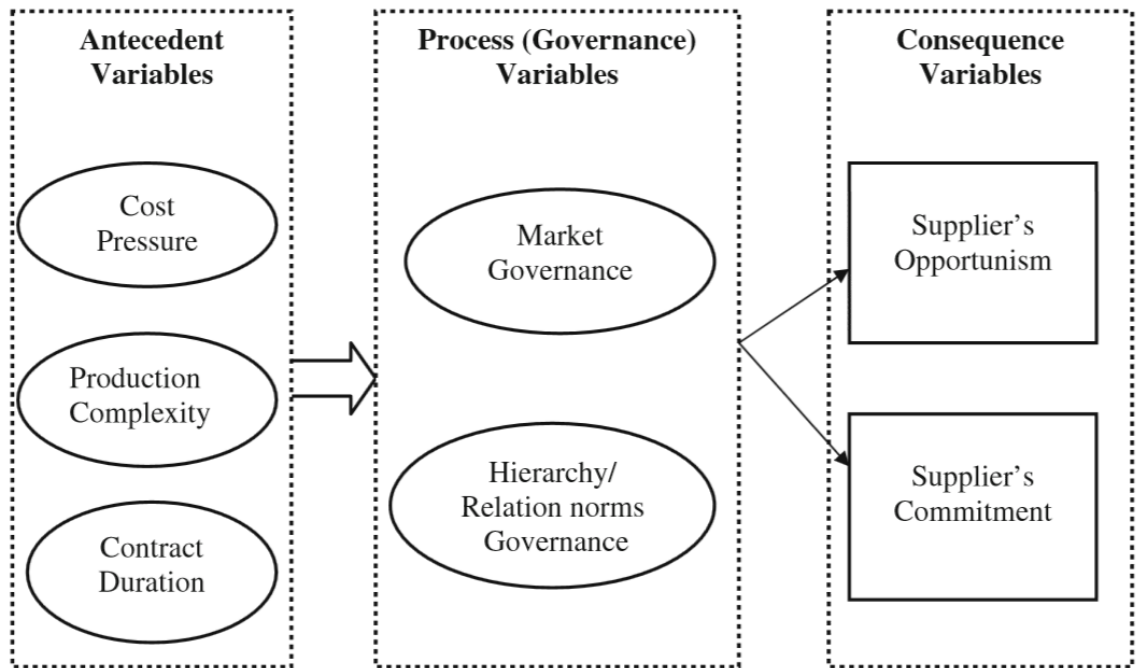 Antecedent
Variables
Cost
Pressure
Production
Complexity
Contract
Duration
Process (Governance)
Variables
Market
Governance
Hierarchy/
Relation norms
Governance
Consequence
Variables
Supplier's
Opportunism
Supplier's
Commitment